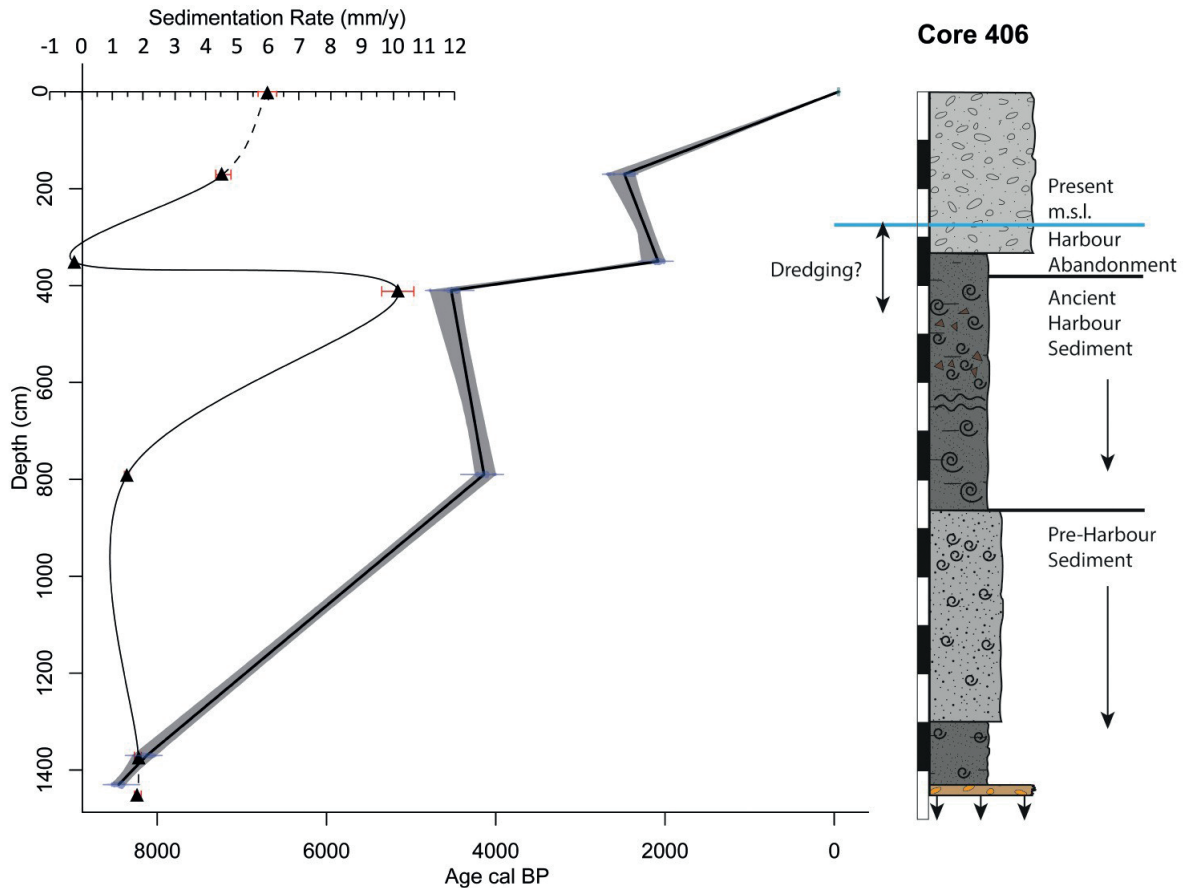 Sedimentation Rate (mm/y)
-1 0 1 2 3 4 5 6 7 8 9 10 11 12
Core 406
0
200
400
600
800
1000
1200
1400
Depth (cm)
8000 6000 4000 2000 0
Age cal BP
Dredging?
Present
m.s.l.
Harbour
Abandonment
Ancient
Harbour
Sediment
Pre-Harbour
Sediment